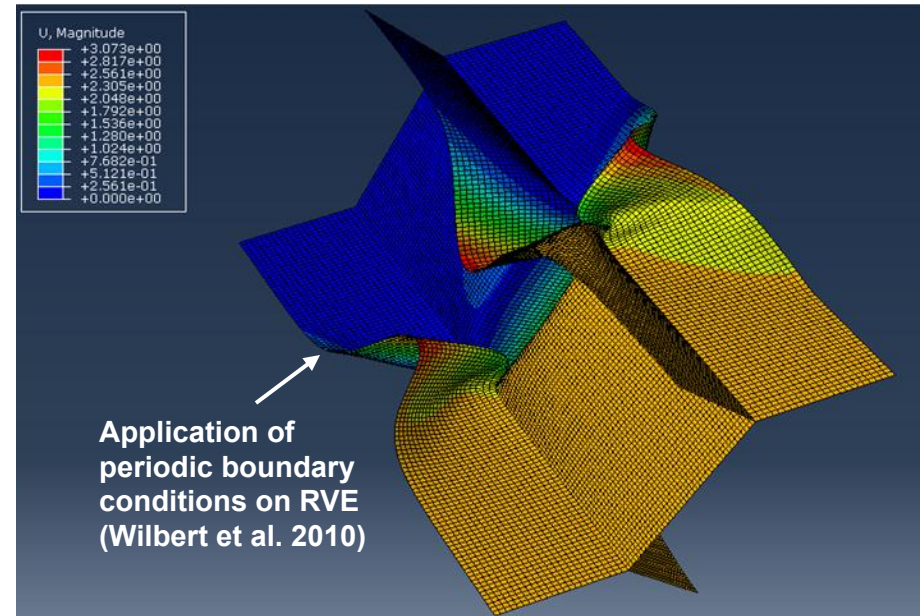 U, Magnitude
+3.073e+00
+2.817e+00
+2.561e+00
+2.305e+00
+2.048e+00
+1.792e+00
+1.536e+00
+1.280e+00
+1.024e+00
+7.682e-01
+5.121e-01
+2.561e-01
+0.000e+00
Application of
periodic boundary
conditions on RVE
(Wilbert et al. 2010)